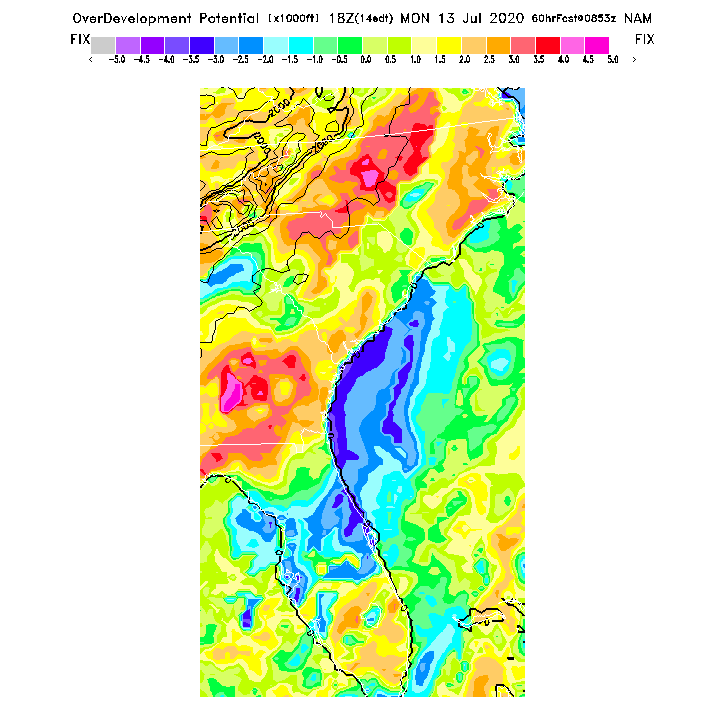 OverDevelopment Potential [x1000ft] 18Z(14edt) MON 13 Jul 2020 60hrFcst@0853z NAM
FIX FIX
< -5.0 -4.5 -4.0 -3.5 -3.0 -2.5 -2.0 -1.5 -1.0 -0.5 0.0 0.5 1.0 1.5 2.0 2.5 3.0 3.5 4.0 4.5 5.0 >
2000
2000